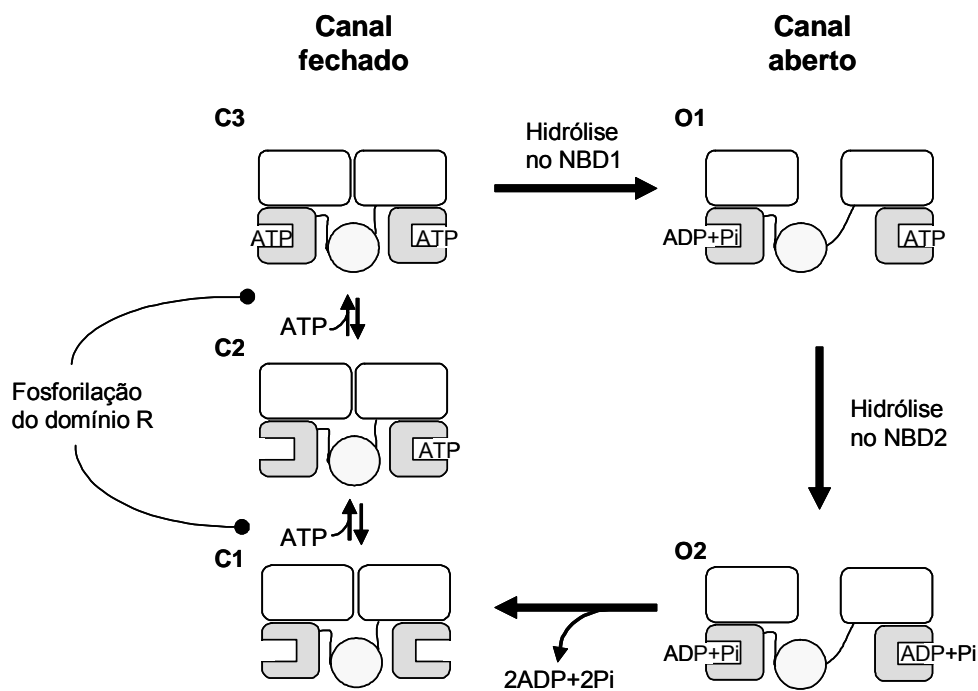 Canal
fechado
Canal
aberto
C3
O1
Hidrólise
no NBD1
ATP
ATP
ADP+Pi
ATP
ATP
C2
Fosforilação
do domínio R
ATP
Hidrólise
no NBD2
ATP
C1
O2
ADP+Pi
ADP+Pi
2ADP+2Pi